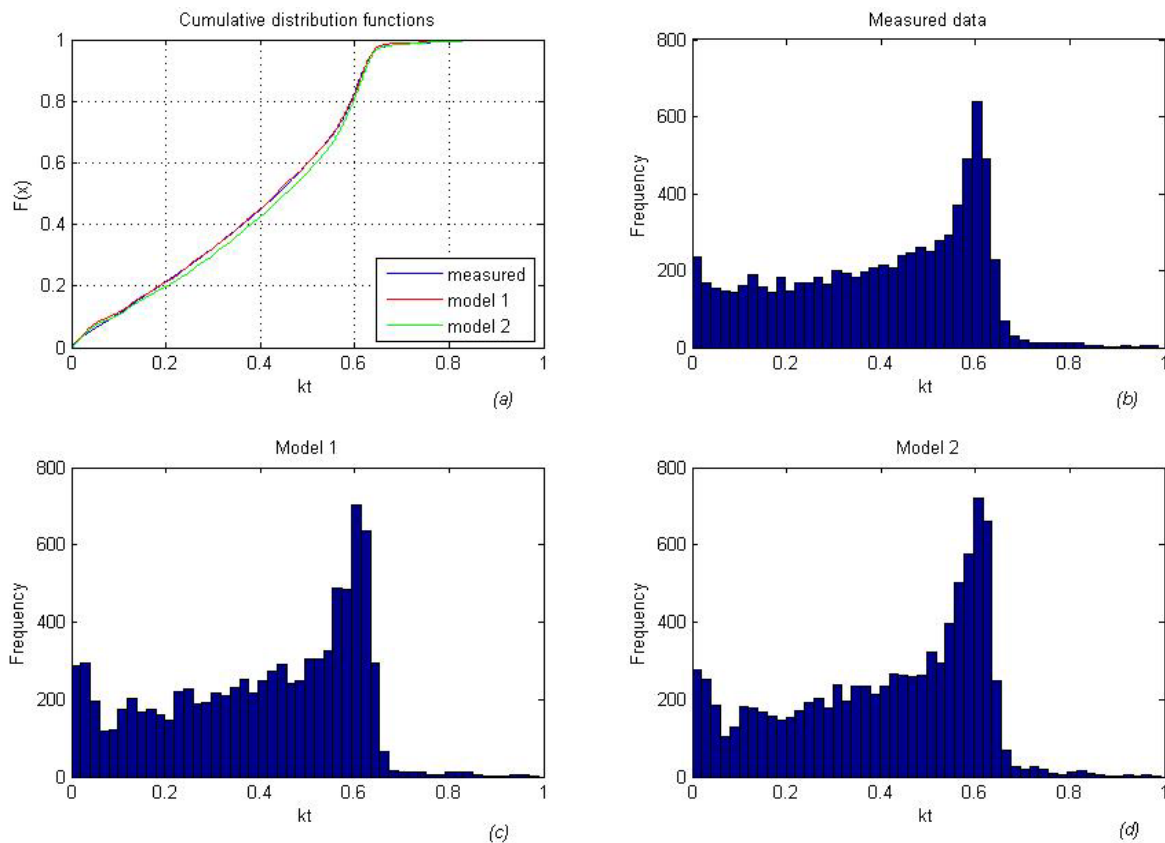 Cumulative distribution functions
1
0.8
0.6
0.4
0.2
0
F(x)
measured
model 1
model 2
0.2 0.4 0.6 0.8 1
kt
(a)
Measured data
800
600
400
200
0
Frequency
0 0.2 0.4 0.6 0.8 1
kt
(b)
Model 1
800
600
400
200
0
Frequency
0 0.2 0.4 0.6 0.8 1
kt
(c)
Model 2
800
600
400
200
0
Frequency
0 0.2 0.4 0.6 0.8 1
kt
(d)